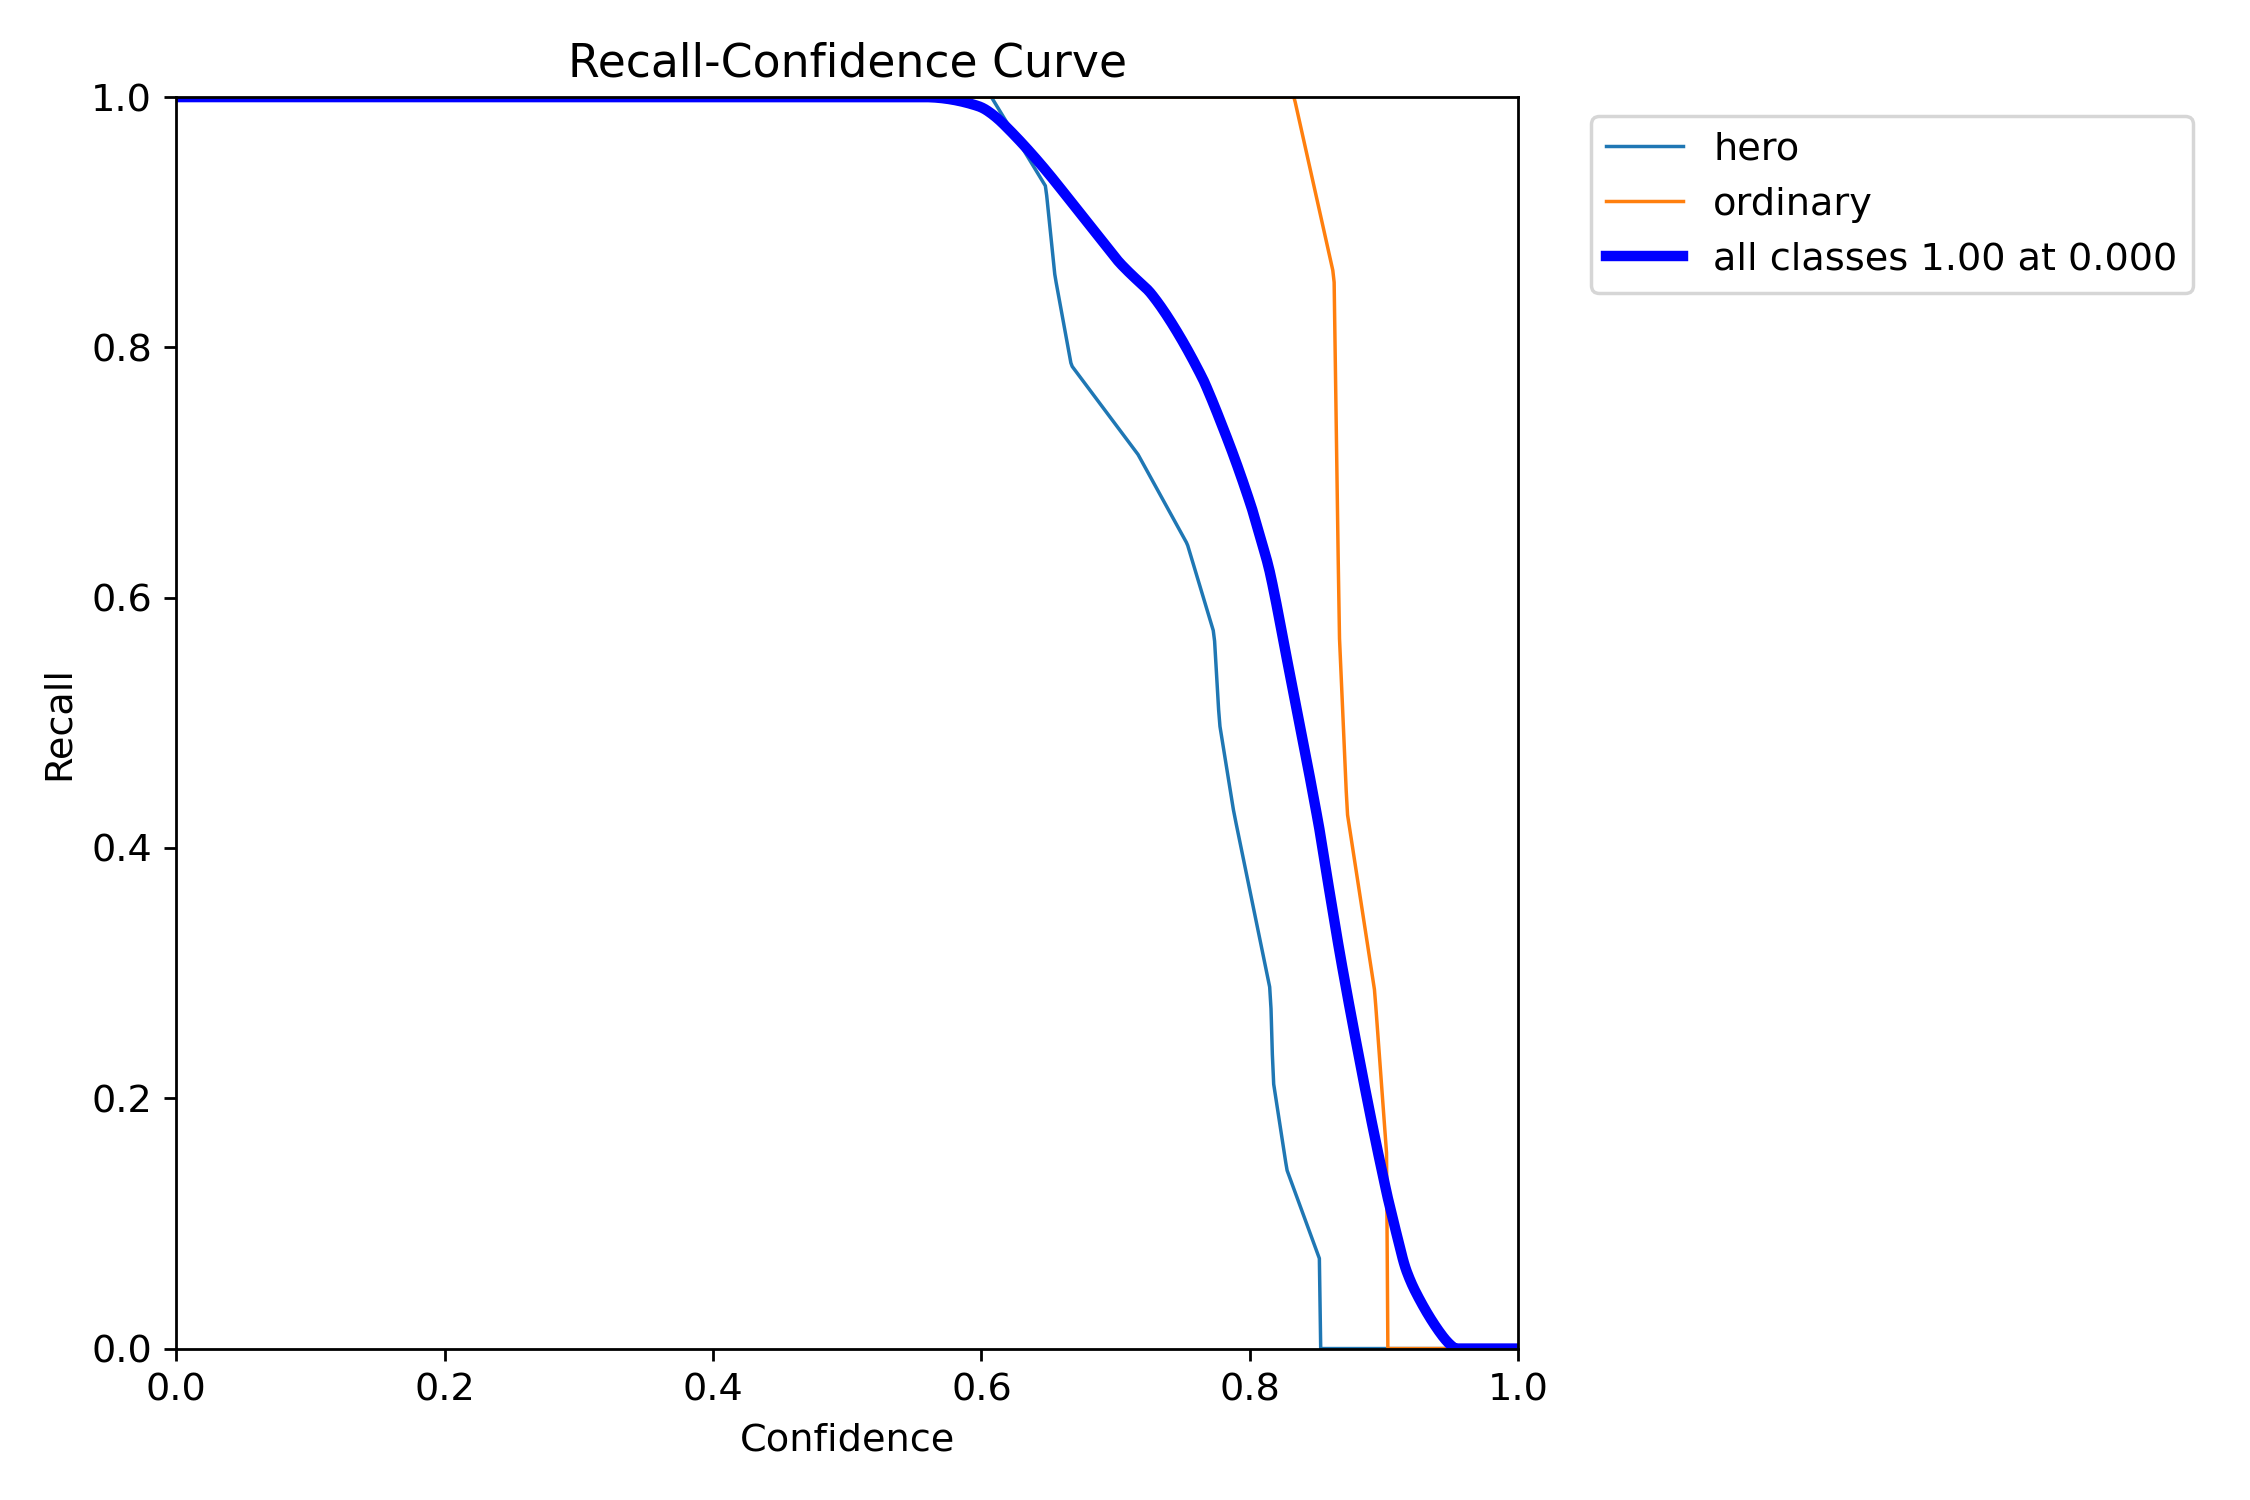 Recall-Confidence Curve
1.0
0.8
0.6
0.4
0.2
0.0
Recall
0.0 0.2 0.4 0.6 0.8 1.0
Confidence
hero
ordinary
all classes 1.00 at 0.000